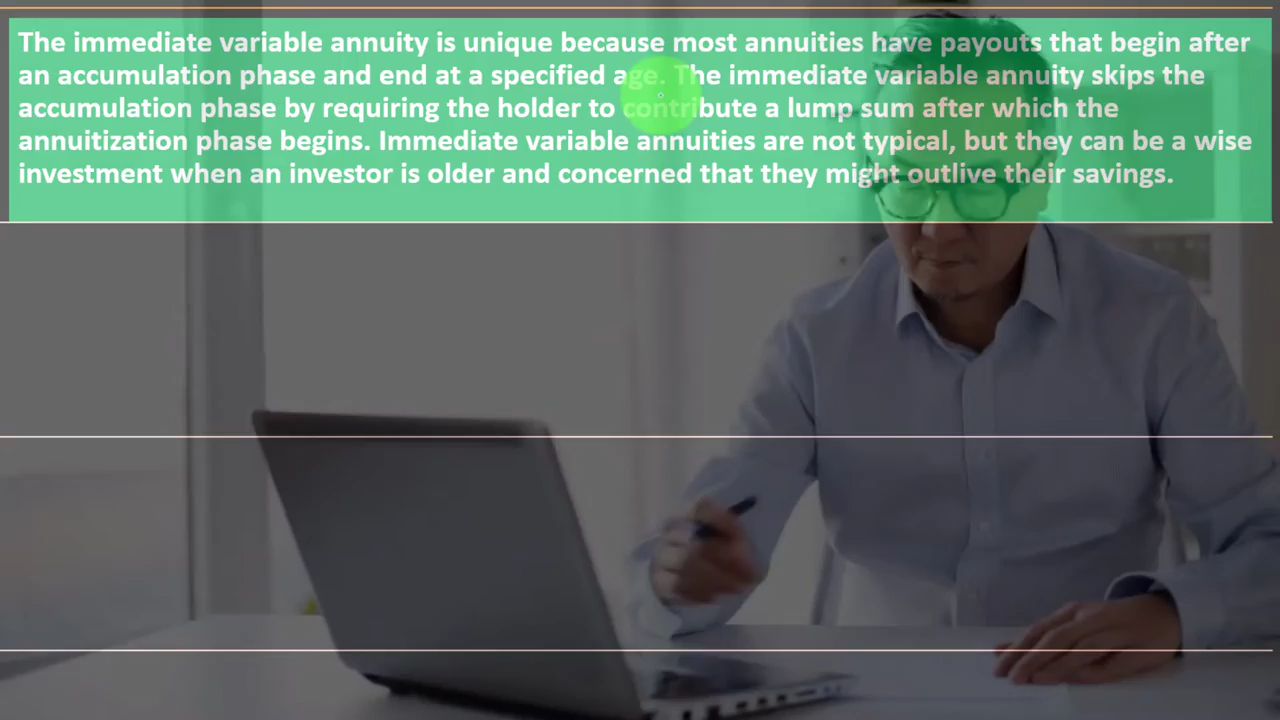 The immediate variable annuity is unique because most annuities have payouts that begin after
an accumulation phase and end at a specified age. The immediate variable annuity skips the
accumulation phase by requiring the holder to contribute a lump sum after which the
annuitization phase begins. Immediate variable annuities are not typical, but they can be a wise
investment when an investor is older and concerned that they might outlive their savings.